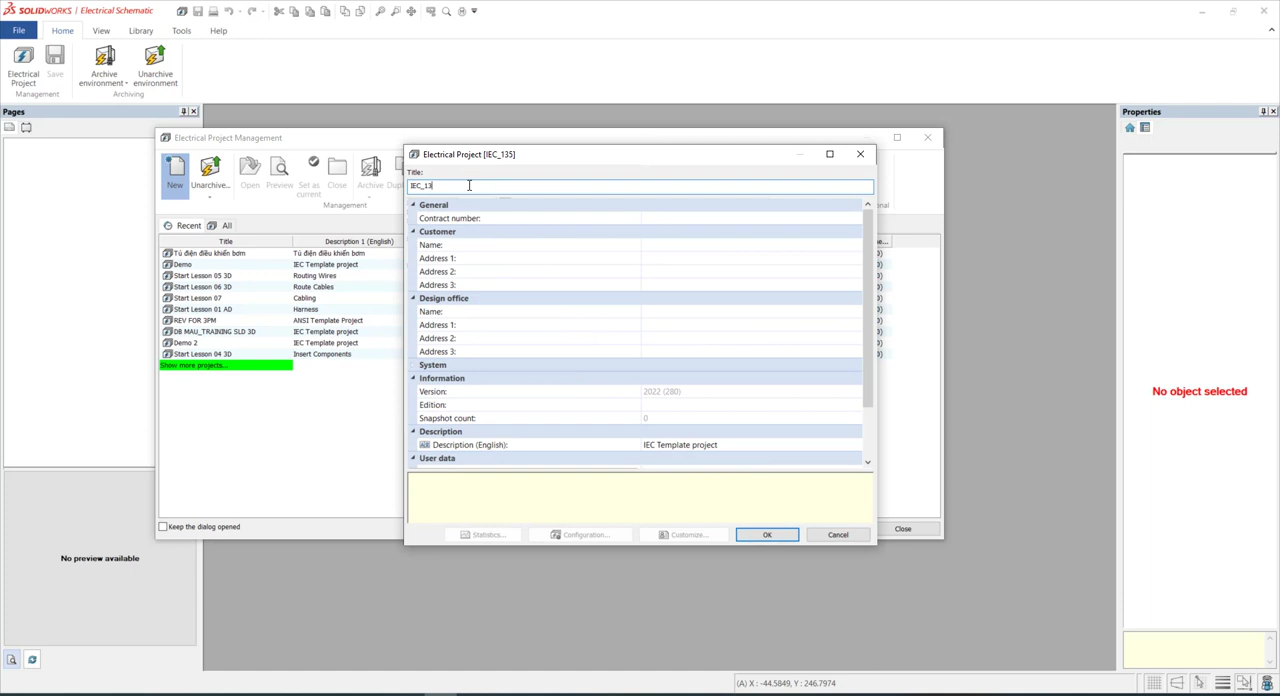 SOLIDWORKS | Electrical Schematic
File Home View Library Tools Help
Electrical Project Save Archive environment Unarchive environment
Management Archiving
Pages
Properties
Electrical Project Management
New Unarchive... Open Preview Set as current Close Archive
Management
Recent All
Title Description 1 (English)
Tủ điện điều khiển bơm Tủ điện điều khiển bơm
Demo IEC Template project
Start Lesson 05 3D Routing Wires
Start Lesson 06 3D Route Cables
Start Lesson 07 Cabling
Start Lesson 01 AD Harness
REV FOR 3PM ANSI Template Project
DB MAU_TRAINING SLD 3D IEC Template project
Demo 2 IEC Template project
Start Lesson 04 3D Insert Components
Show more projects...
Keep the dialog opened
Close
Electrical Project [IEC_135]
Title:
IEC_13
General
Contract number:
Customer
Name:
Address 1:
Address 2:
Address 3:
Design office
Name:
Address 1:
Address 2:
Address 3:
System
Information
Version: 2022 (280)
Edition:
Snapshot count: 0
Description
Description (English): IEC Template project
User data
Statistics... Configuration... Customize... OK Cancel
No preview available
No object selected
(A) X : -44.5849, Y : 246.7974